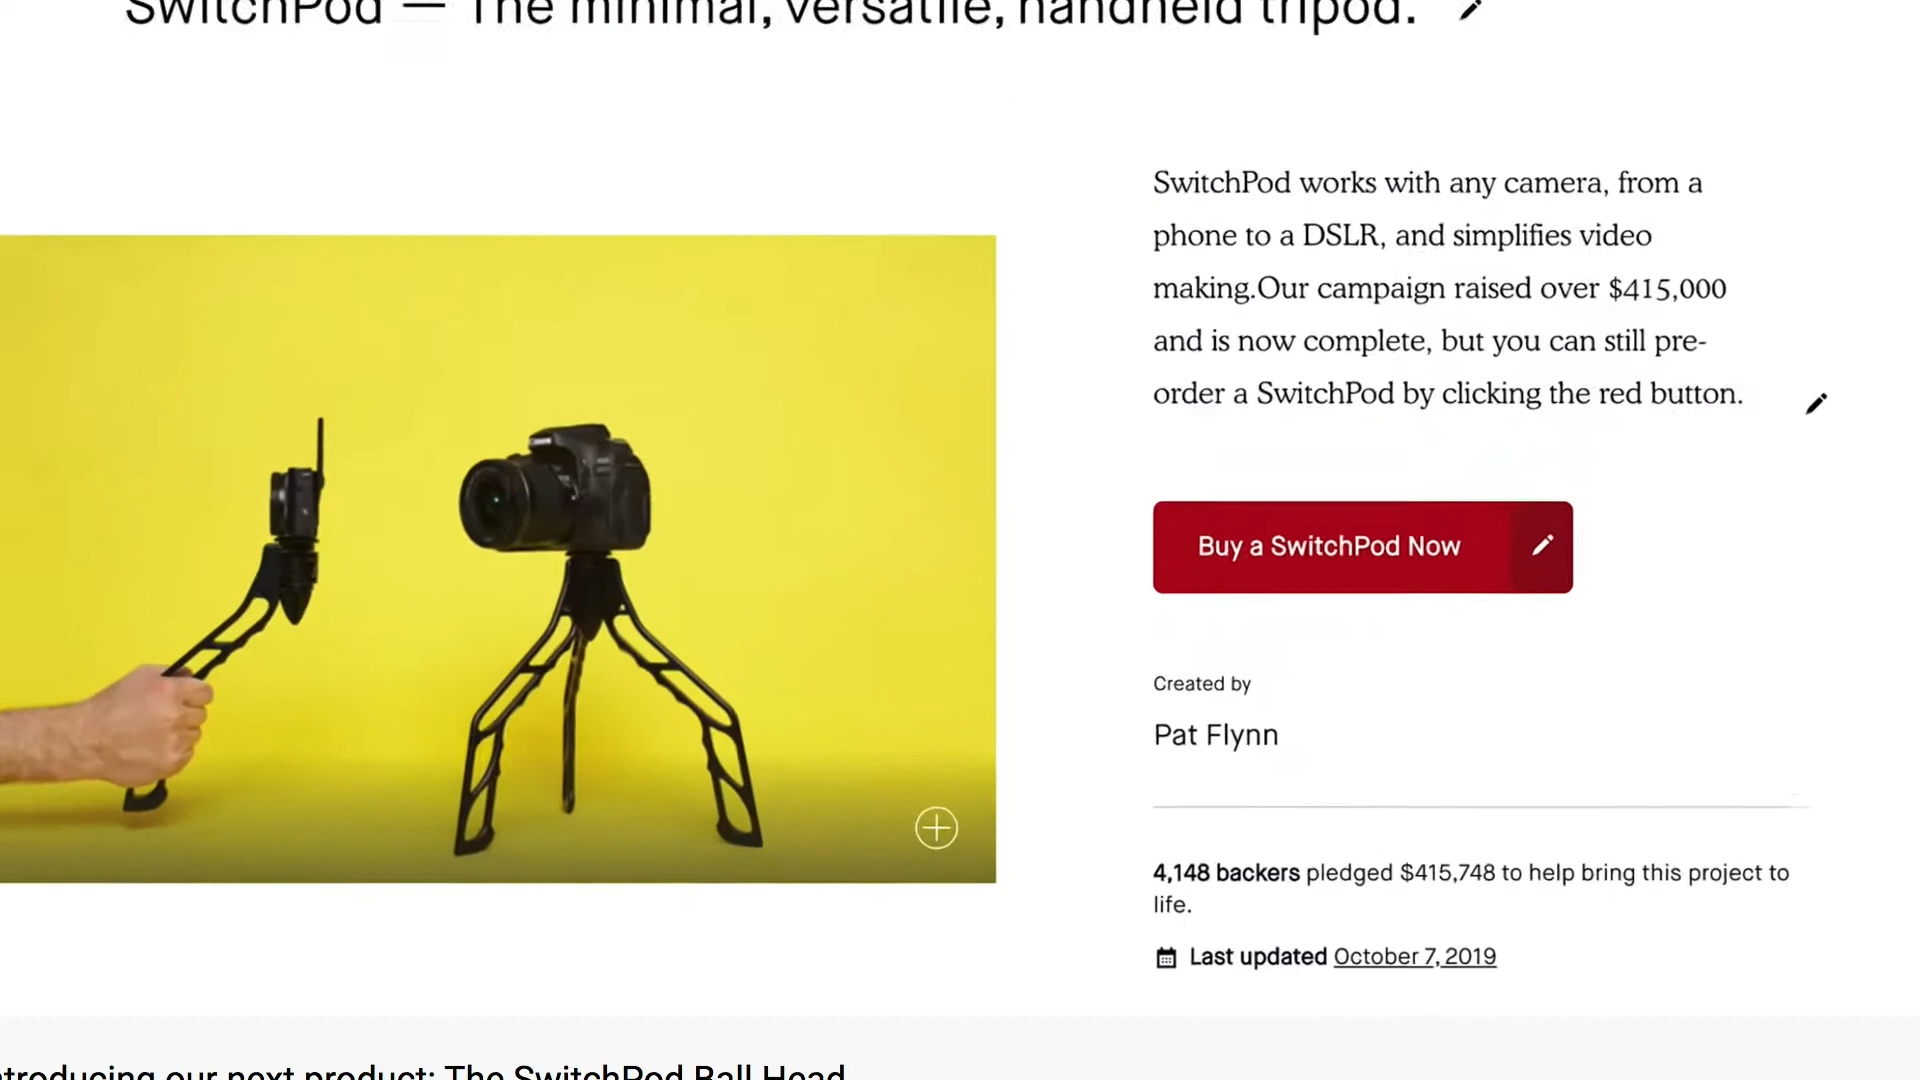 SwitchPod — The minimal, versatile, handheld tripod.
SwitchPod works with any camera, from a
phone to a DSLR, and simplifies video
making.Our campaign raised over $415,000
and is now complete, but you can still pre-
order a SwitchPod by clicking the red button.
Buy a SwitchPod Now
Created by
Pat Flynn
4,148 backers pledged $415,748 to help bring this project to
life.
Last updated October 7, 2019
ntroducing our next product: The SwitchPod Ball Head